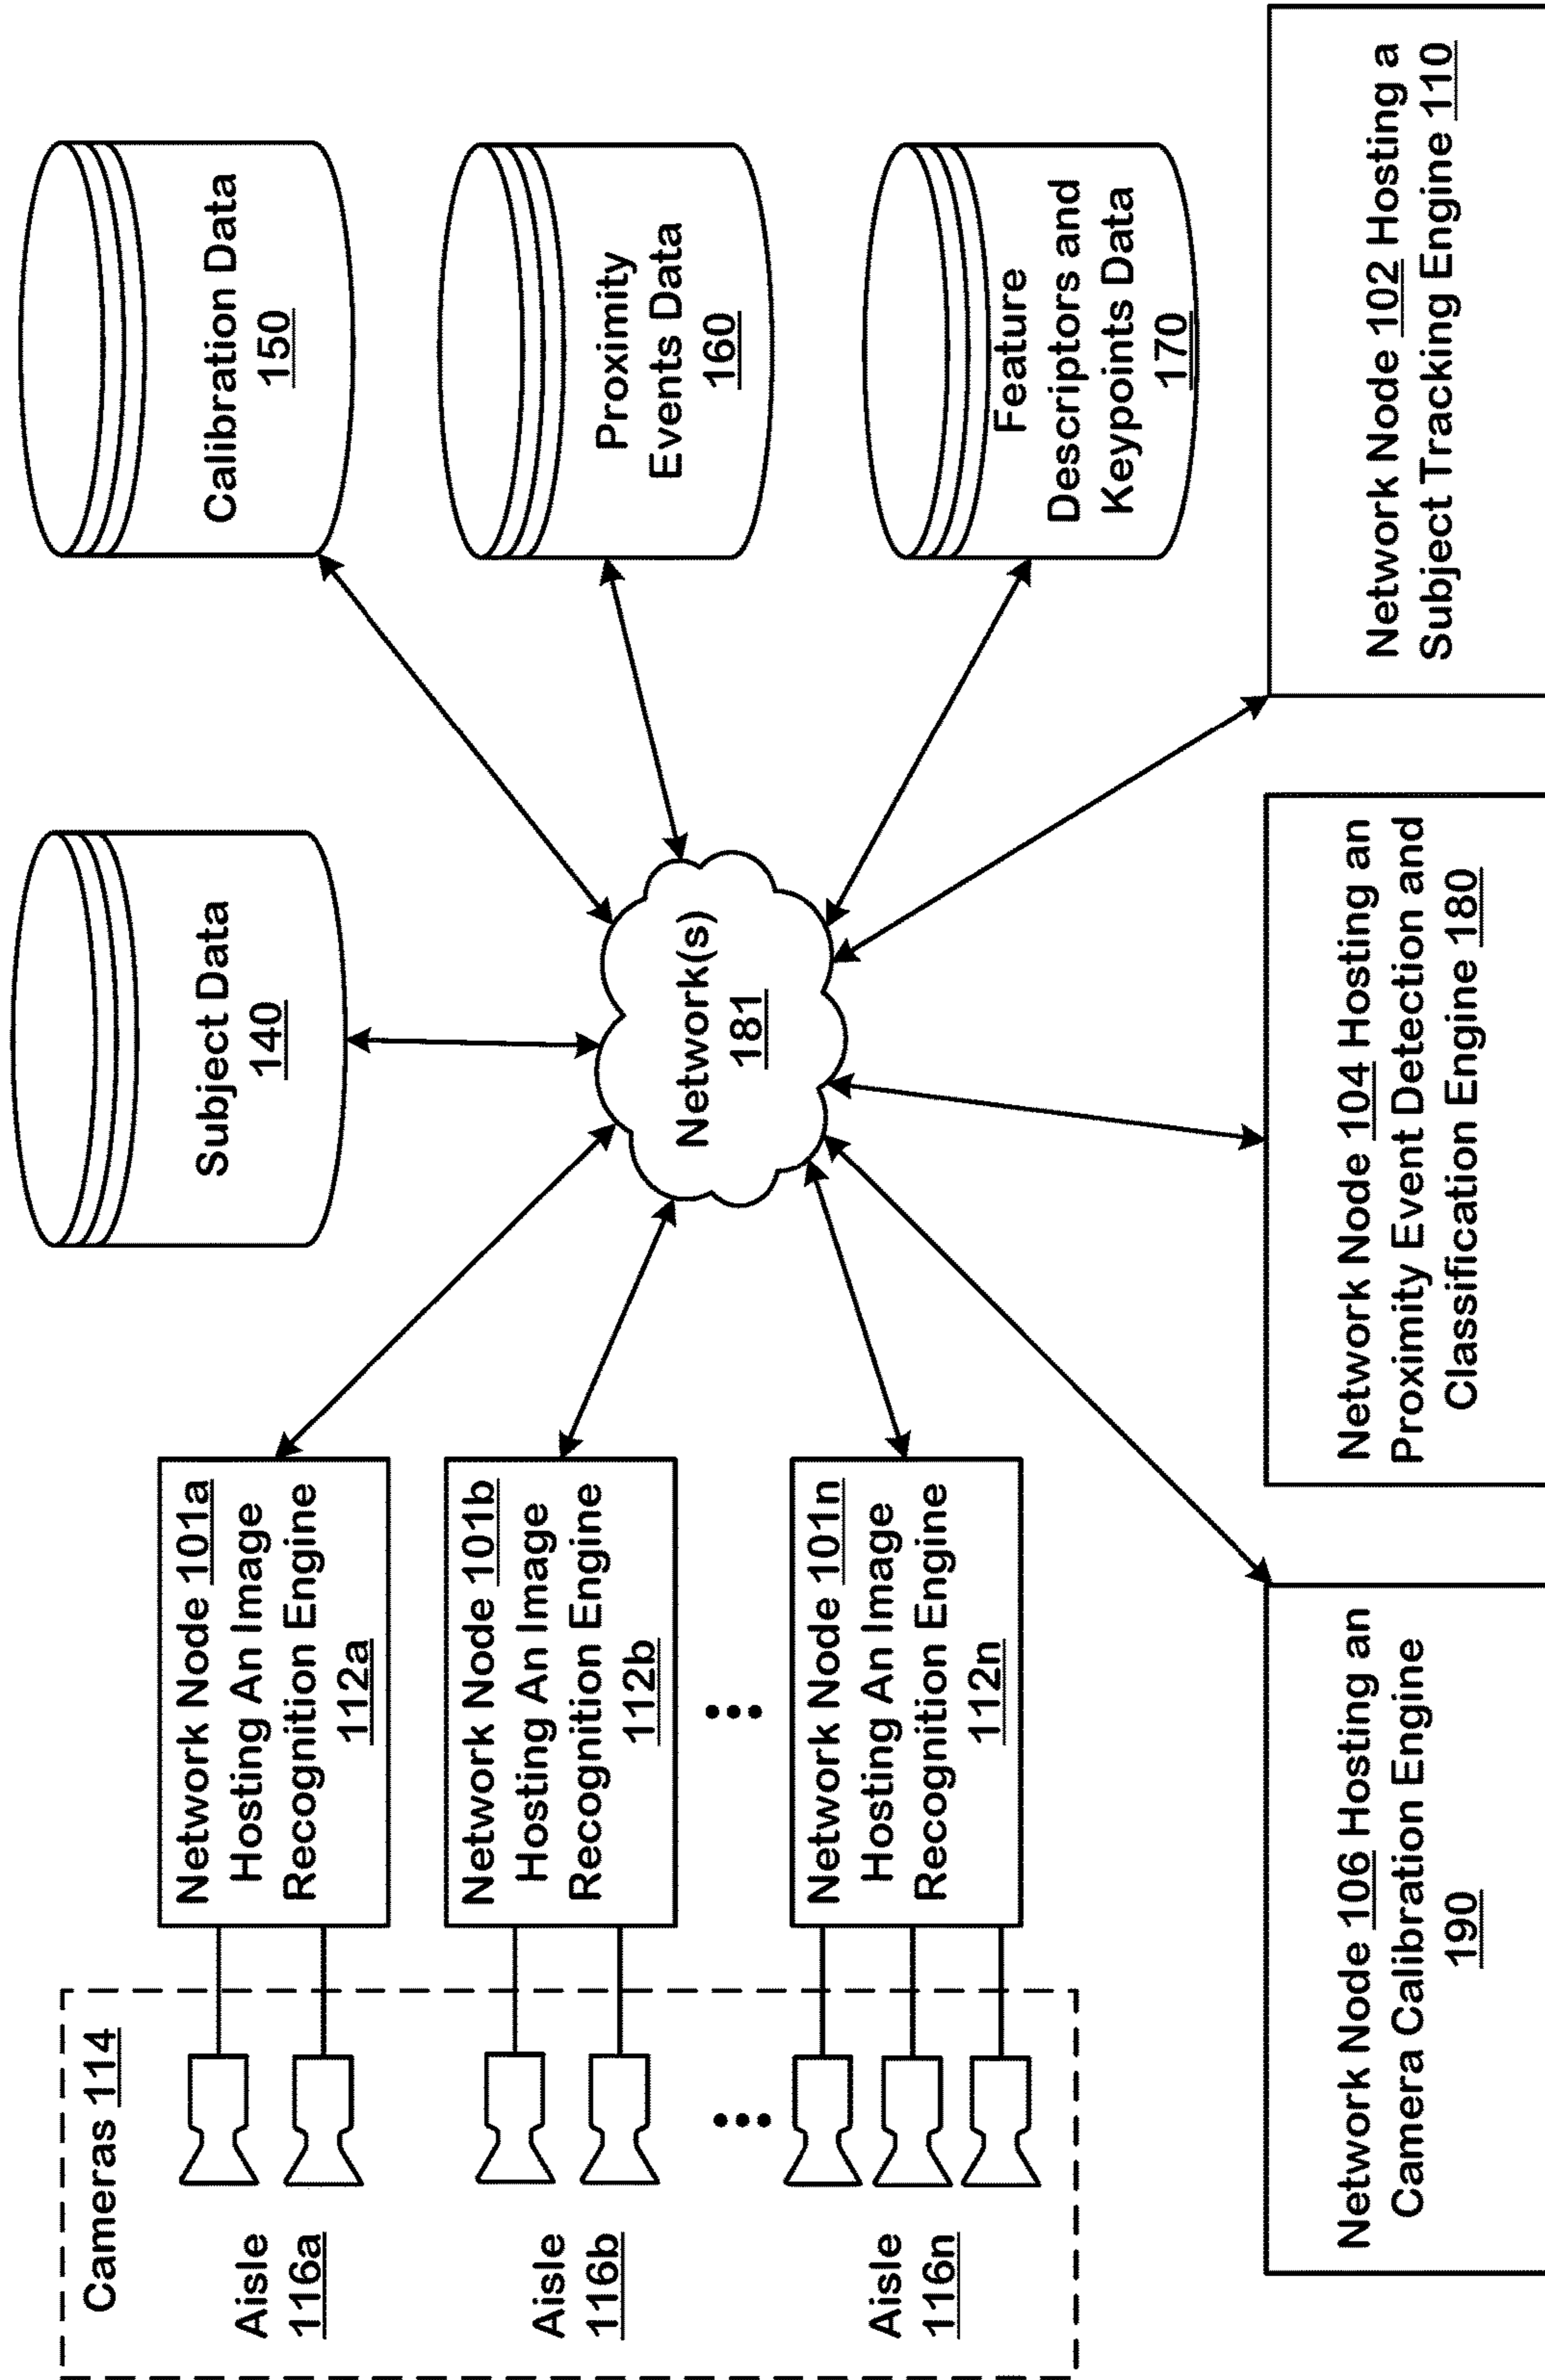 Cameras 114
Aisle
116a
Aisle
116b
Aisle
116n
Network Node 101a
Hosting An Image
Recognition Engine
112a
Network Node 101b
Hosting An Image
Recognition Engine
112b
Network Node 101n
Hosting An Image
Recognition Engine
112n
Subject Data
140
Calibration Data
150
Proximity
Events Data
160
Feature
Descriptors and
Keypoints Data
170
Network(s)
181
Network Node 106 Hosting an
Camera Calibration Engine
190
Network Node 104 Hosting an
Proximity Event Detection and
Classification Engine 180
Network Node 102 Hosting a
Subject Tracking Engine 110